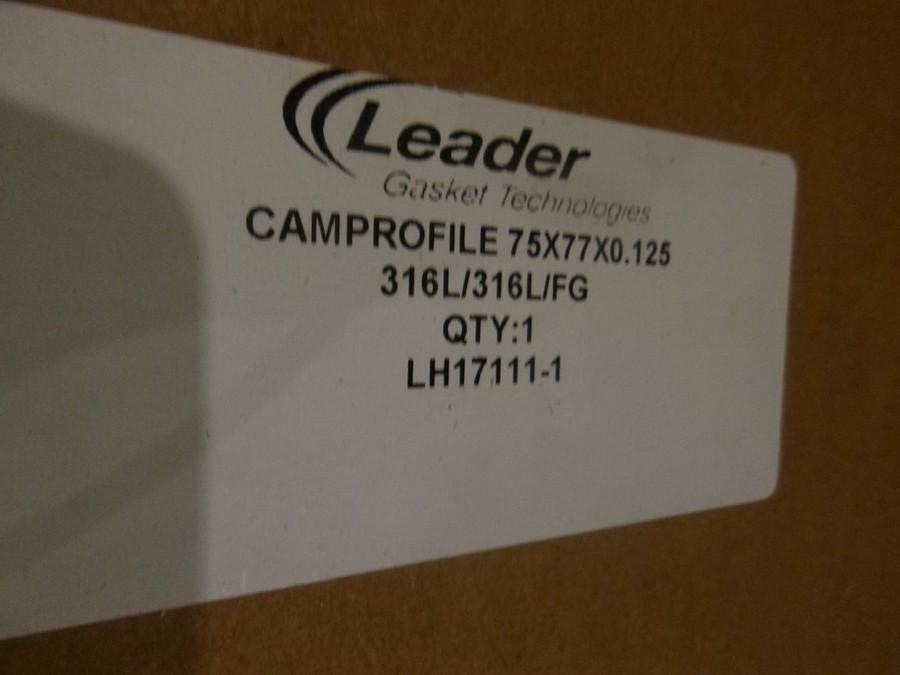 Leader
Gasket Technologies
CAMPROFILE 75X77X0.125
316L/316L/FG
QTY:1
LH17111-1